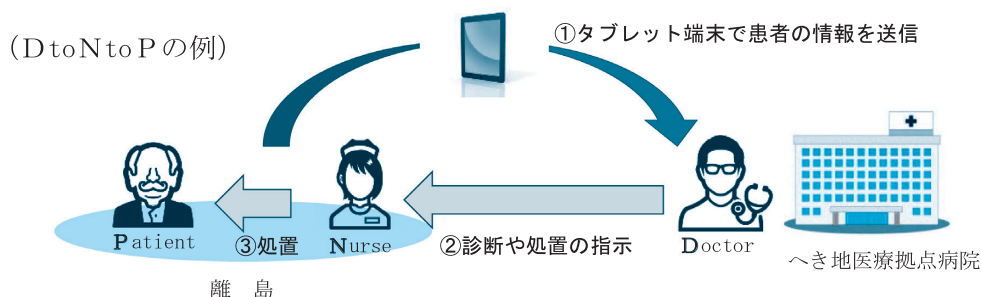 （ＤtoＮtoＰの例）
①タブレット端末で患者の情報を送信
Patient
③処置
Nurse
②診断や処置の指示
Doctor
へき地医療拠点病院
離　島